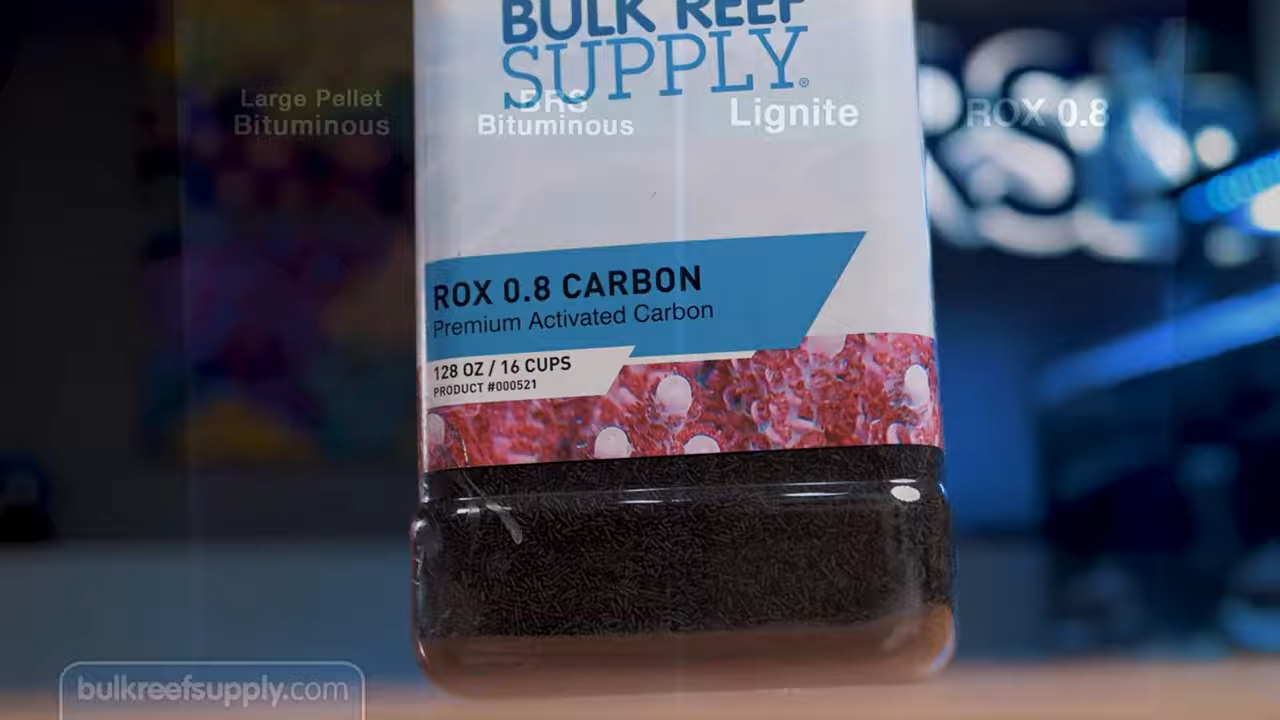 BULK REEF
SUPPLY®
Large Pellet
Bituminous
BRS
Bituminous
Lignite
ROX 0.8
ROX 0.8 CARBON
Premium Activated Carbon
128 OZ / 16 CUPS
PRODUCT #000521
bulkreefsupply.com